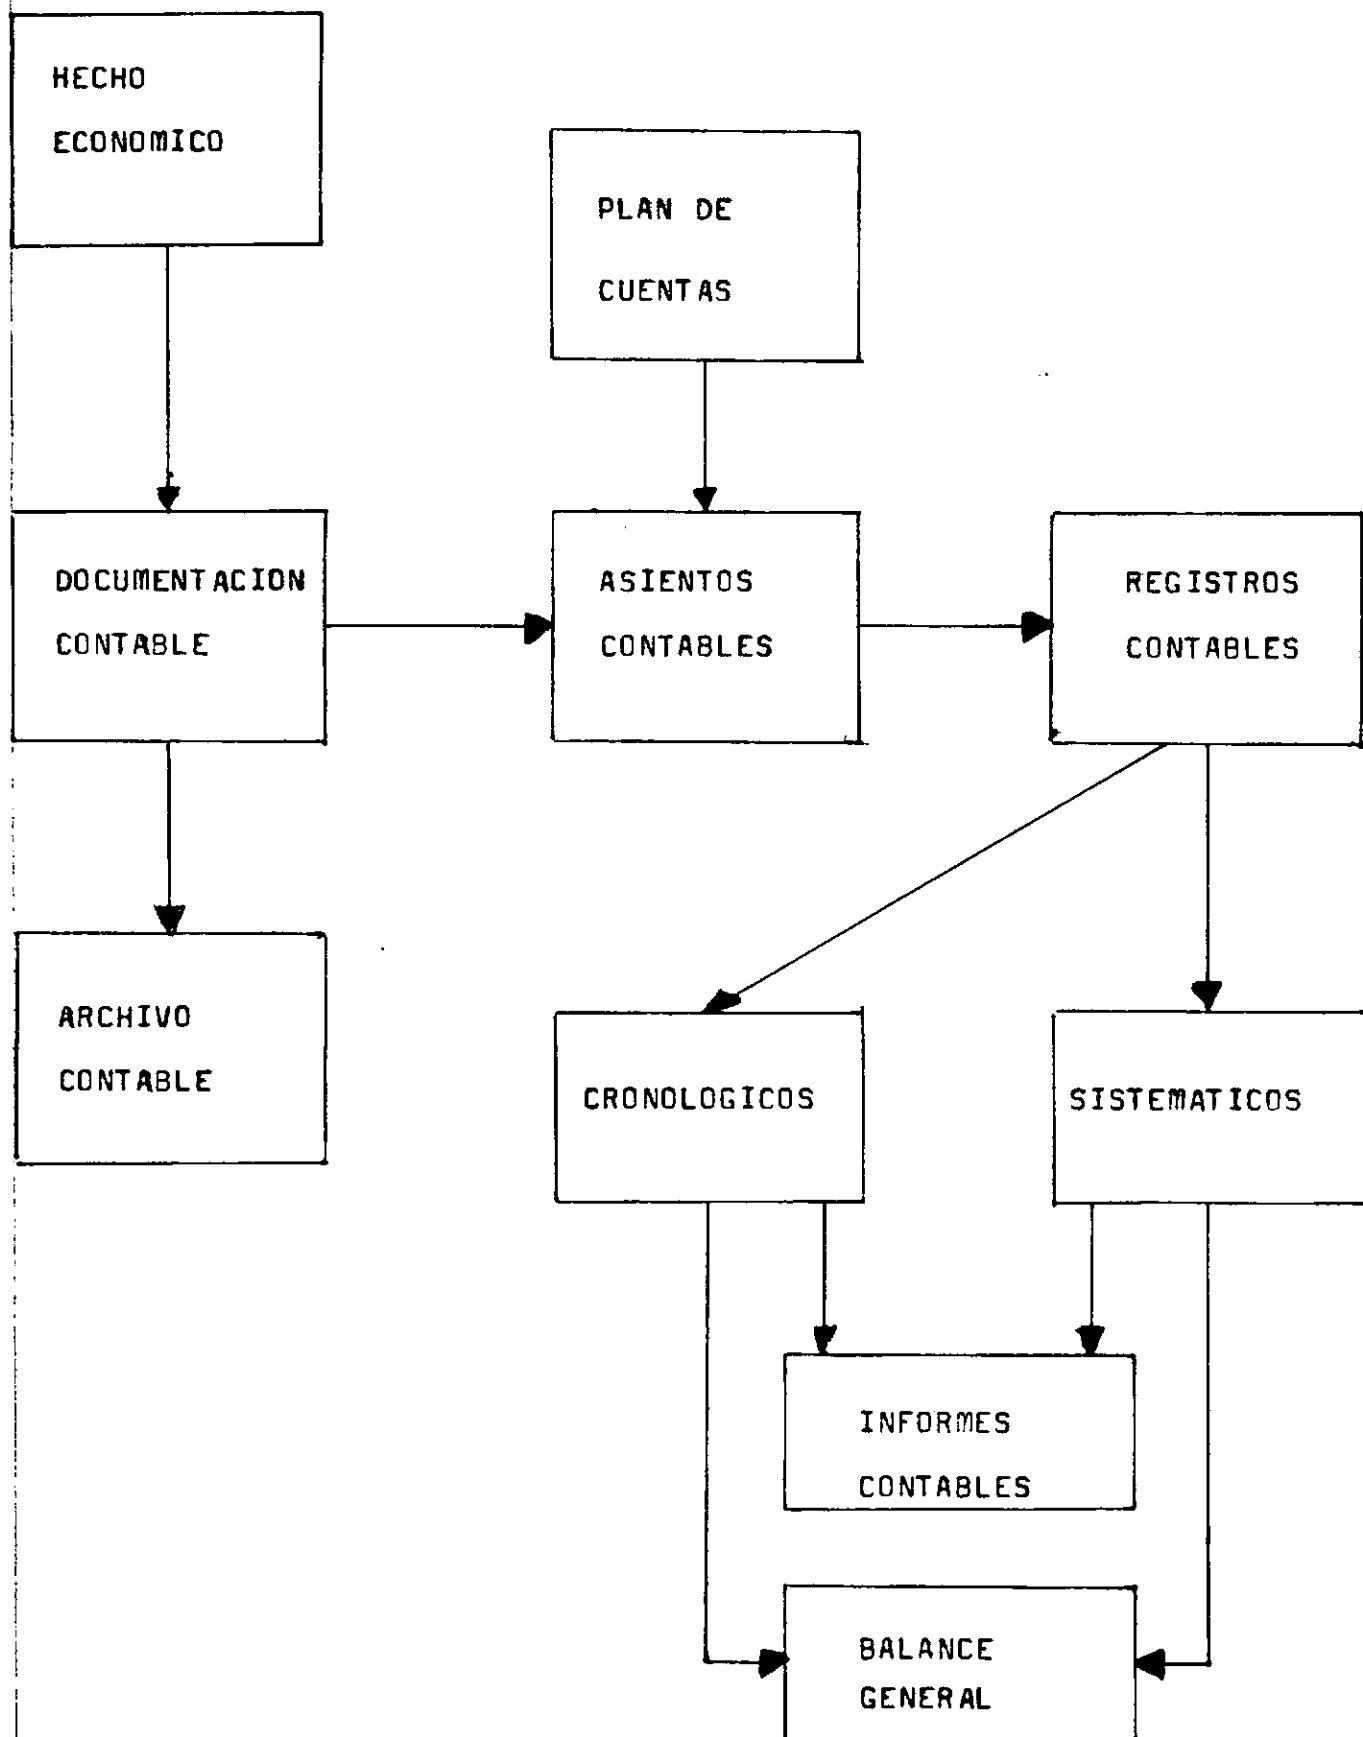 HECHO
ECONOMICO
PLAN DE
CUENTAS
DOCUMENTACION
CONTABLE
ASIENTOS
CONTABLES
REGISTROS
CONTABLES
ARCHIVO
CONTABLE
CRONOLOGICOS
SISTEMATICOS
INFORMES
CONTABLES
BALANCE
GENERAL